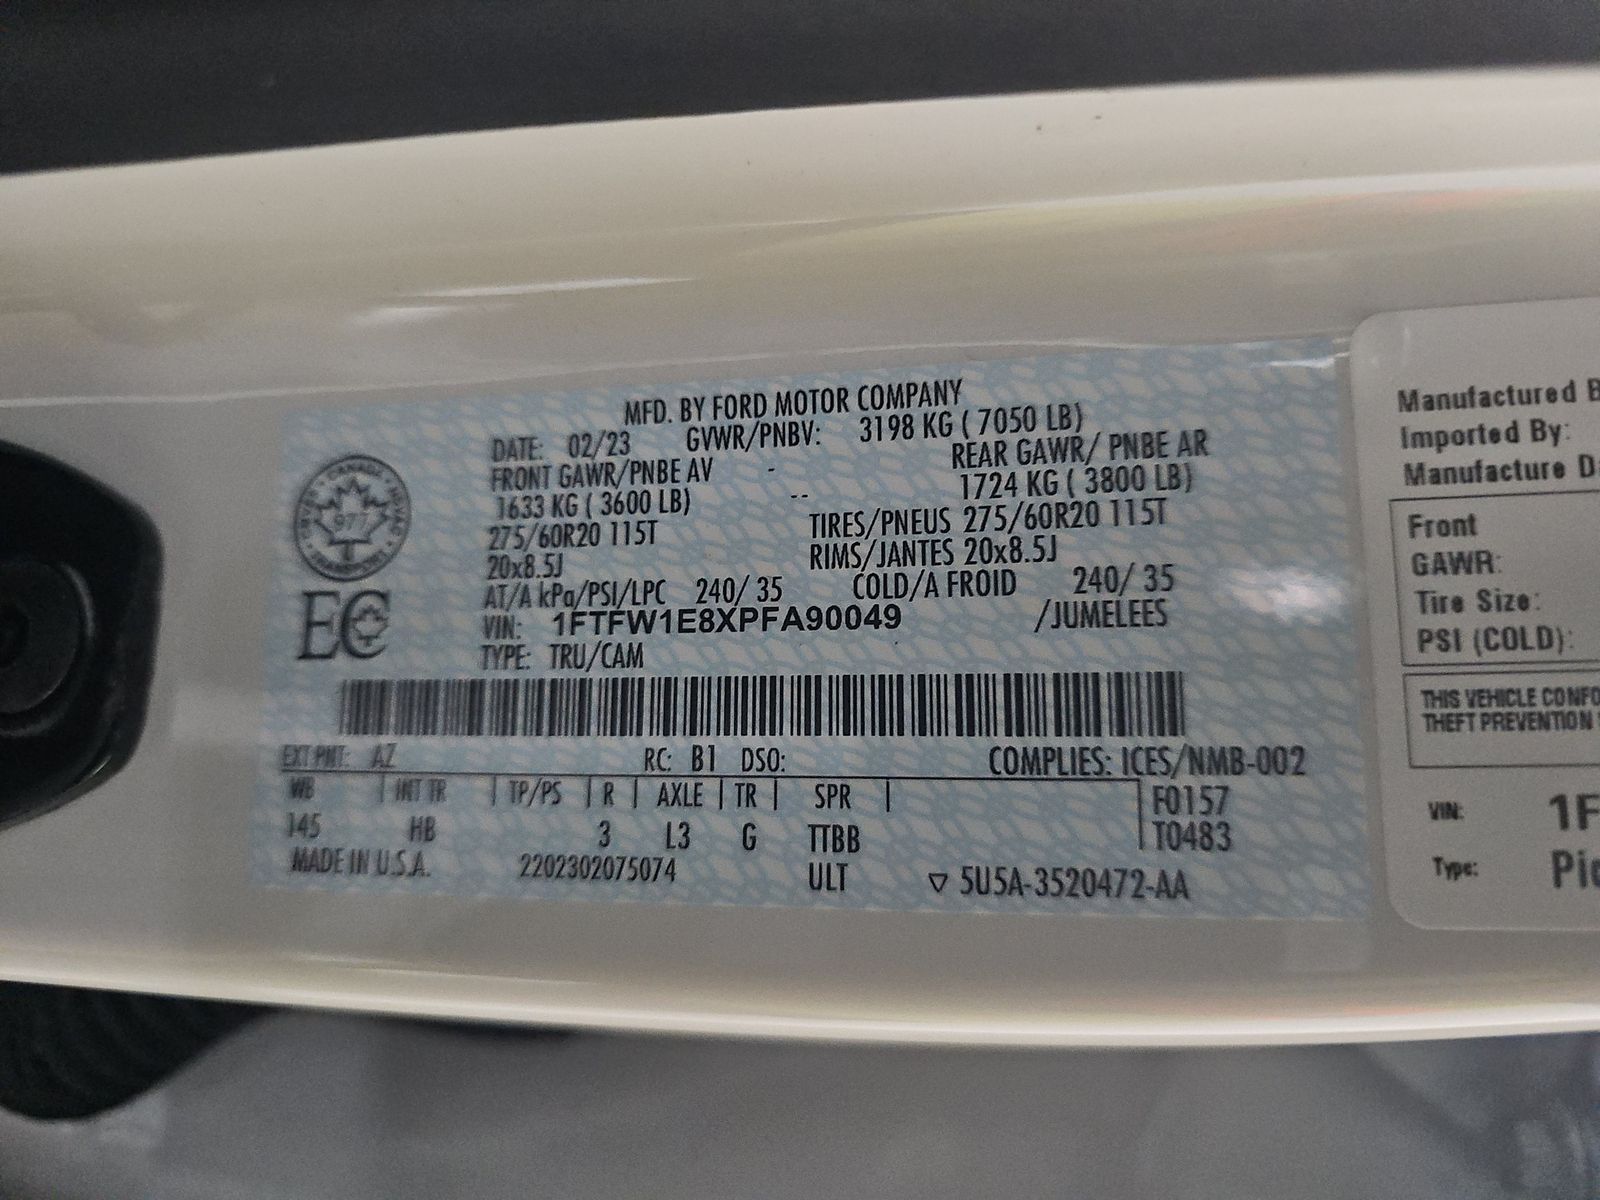 MFD. BY FORD MOTOR COMPANY
DATE: 02/23 GVWR/PNBV: 3198 KG ( 7050 LB)
FRONT GAWR/PNBE AV - REAR GAWR/ PNBE AR
1633 KG ( 3600 LB) -- 1724 KG ( 3800 LB)
275/60R20 115T TIRES/PNEUS 275/60R20 115T
20x8.5J RIMS/JANTES 20x8.5J
AT/A kPa/PSI/LPC 240/ 35 COLD/A FROID 240/ 35
VIN: 1FTFW1E8XPFA90049 /JUMELEES
TYPE: TRU/CAM
CANADA
977
EC
EXT PNT: AZ RC: B1 DSO: COMPLIES: ICES/NMB-002
WB | INT TR | TP/PS | R | AXLE | TR | SPR | F0157
145 HB 3 L3 G TTBB T0483
MADE IN U.S.A. 2202302075074 ULT ▽ 5U5A-3520472-AA
Manufactured B
Imported By:
Manufacture Da
Front
GAWR:
Tire Size:
PSI (COLD):
THIS VEHICLE CONFO
THEFT PREVENTION
VIN: 1F
Type: Pic